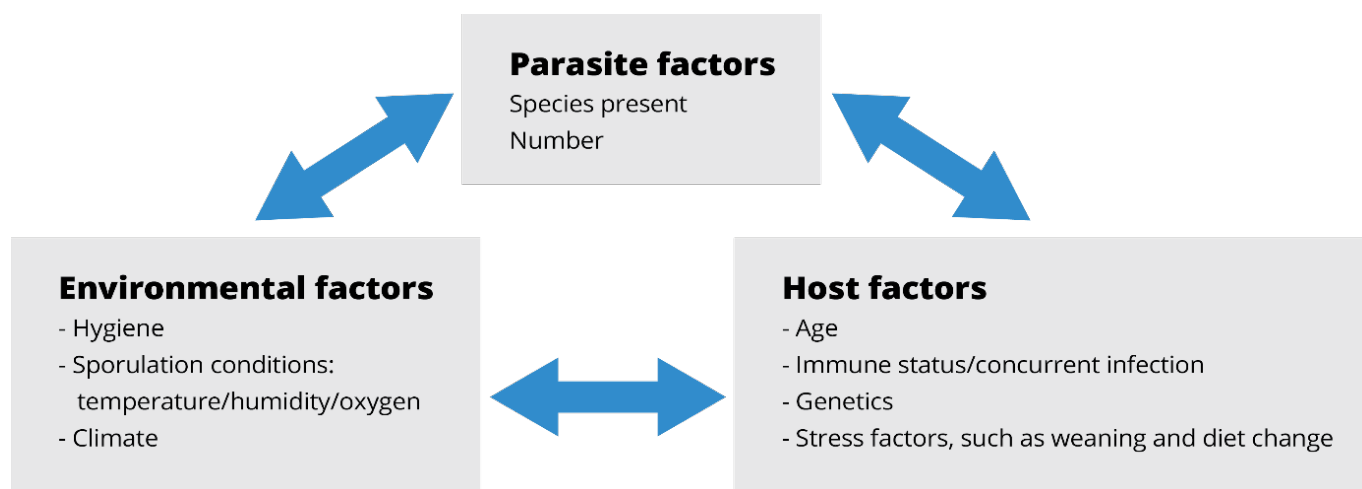 Parasite factors
Species present
Number
Environmental factors
- Hygiene
- Sporulation conditions:
temperature/humidity/oxygen
- Climate
Host factors
- Age
- Immune status/concurrent infection
- Genetics
- Stress factors, such as weaning and diet change